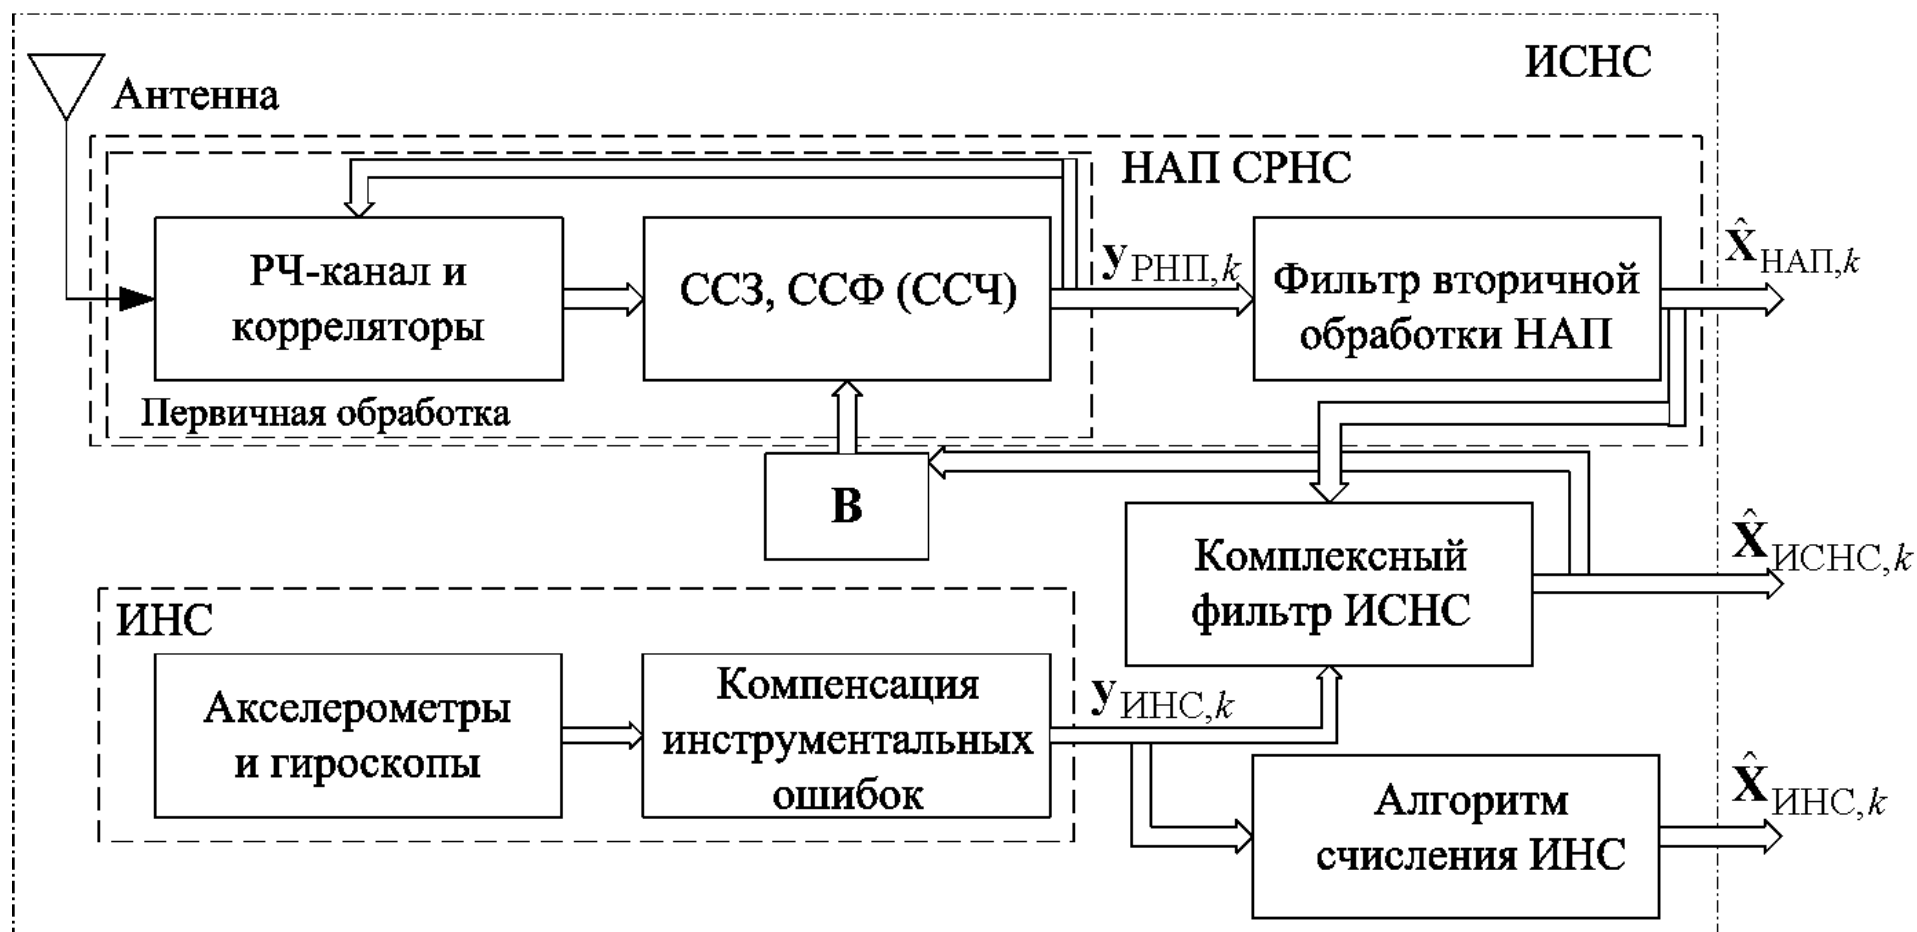 ИСНС
Антенна
НАП СРНС
РЧ-канал и
корреляторы
ССЗ, ССФ (ССЧ)
yРНП,k
Фильтр вторичной
обработки НАП
X̂НАП,k
Первичная обработка
B
Комплексный
фильтр ИСНС
X̂ИСНС,k
ИНС
Акселерометры
и гироскопы
Компенсация
инструментальных
ошибок
yИНС,k
Алгоритм
счисления ИНС
X̂ИНС,k